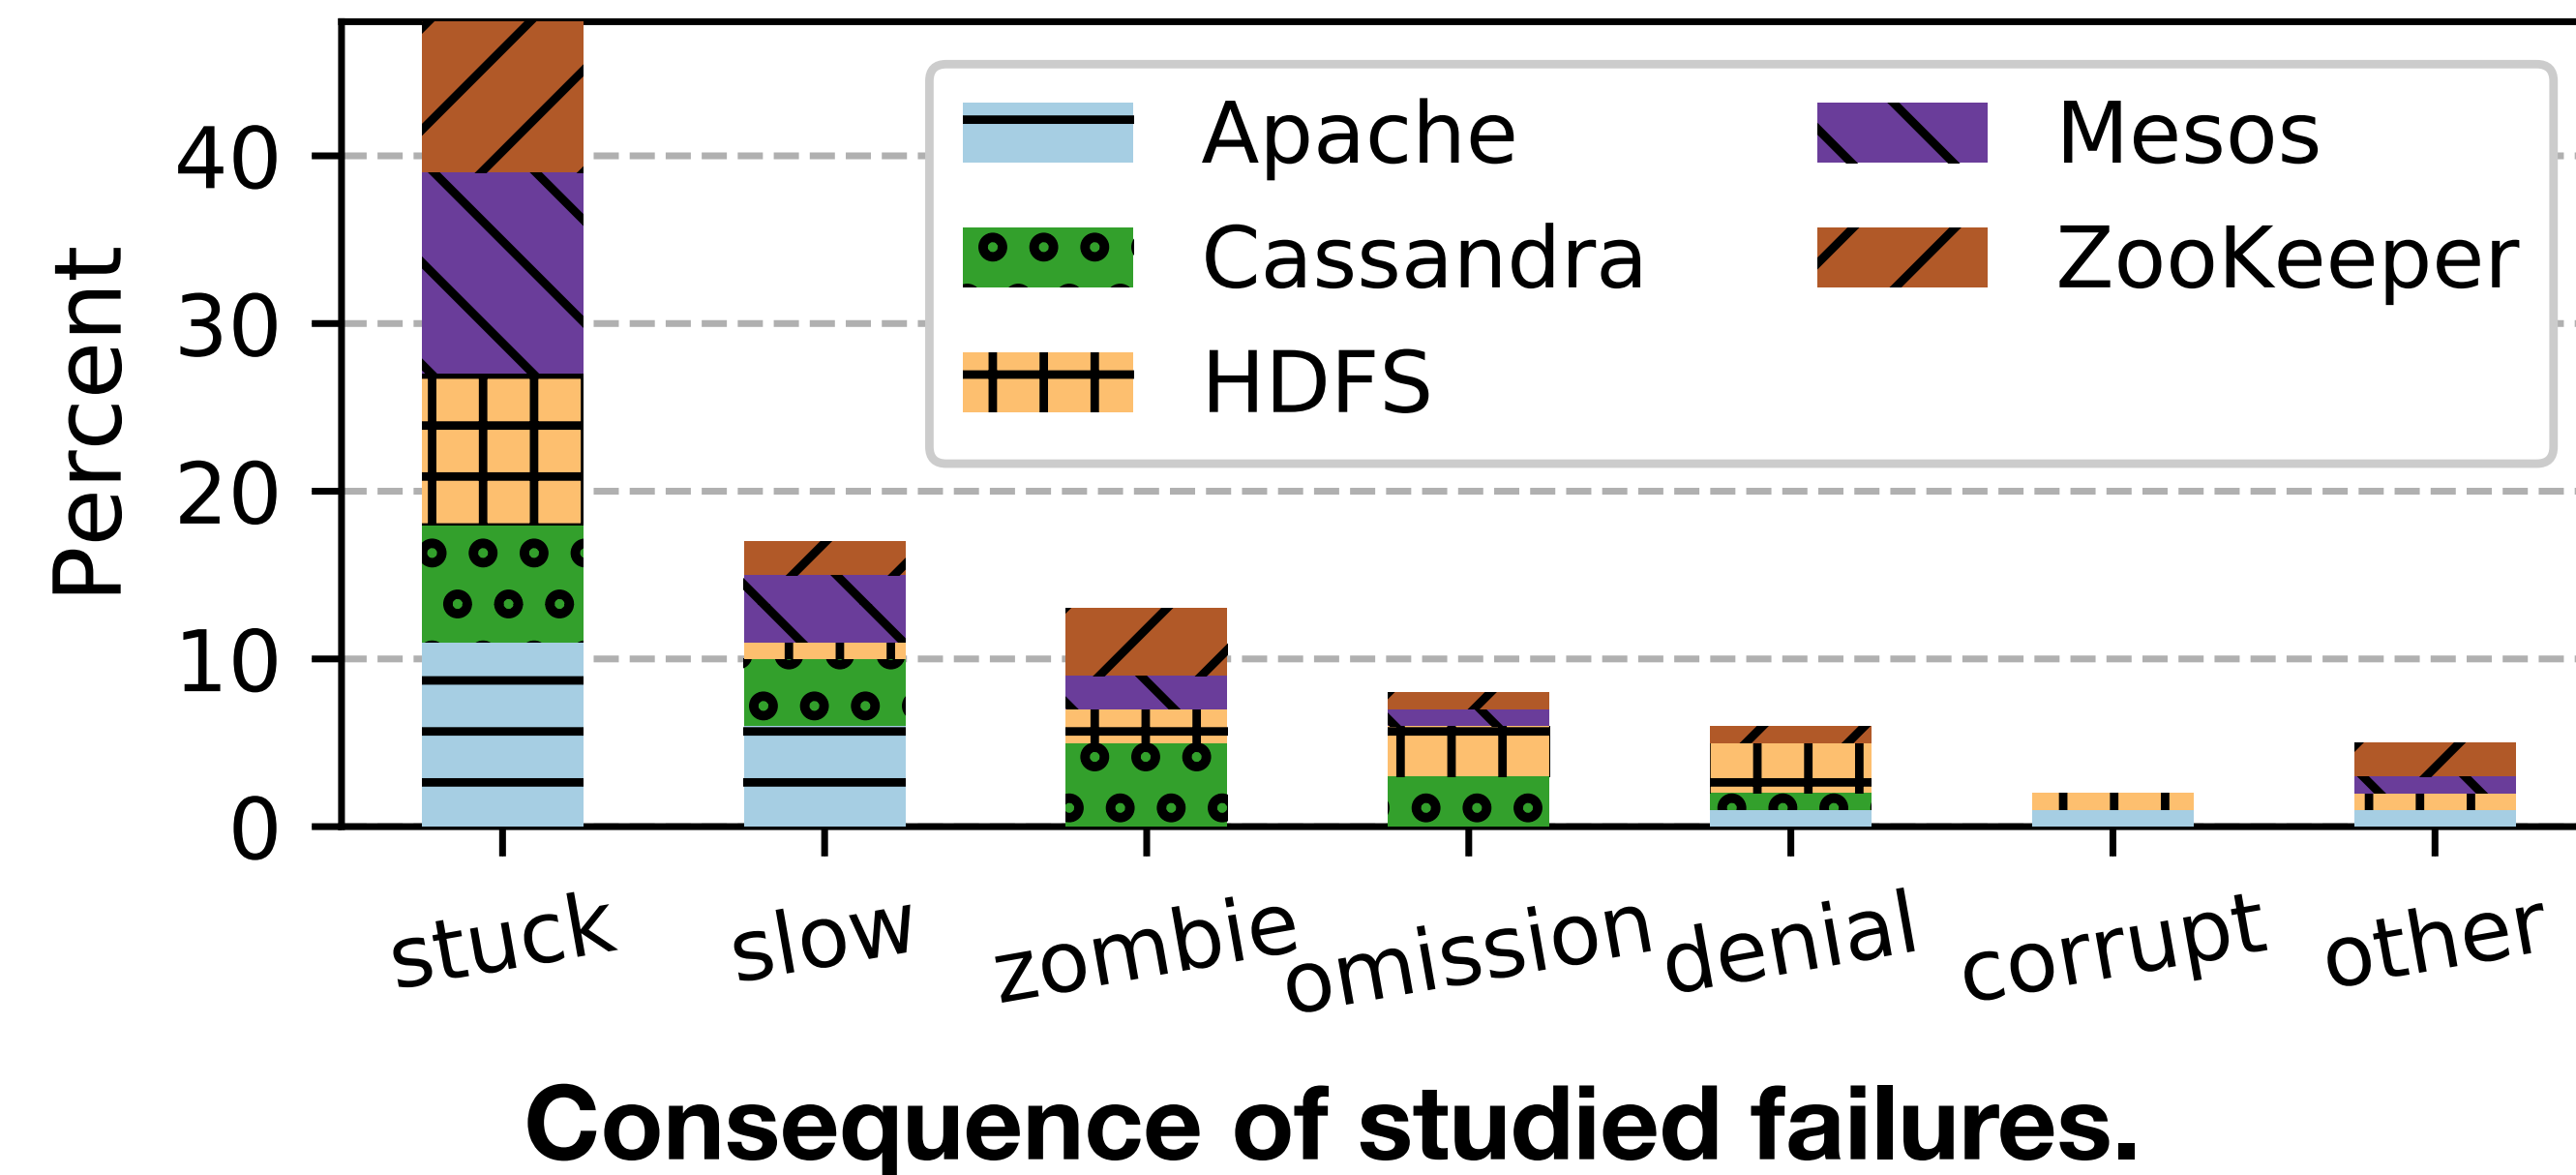 Percent
40
30
20
10
0
Apache
Cassandra
HDFS
Mesos
ZooKeeper
stuck
slow
zombie
omission
denial
corrupt
other
Consequence of studied failures.